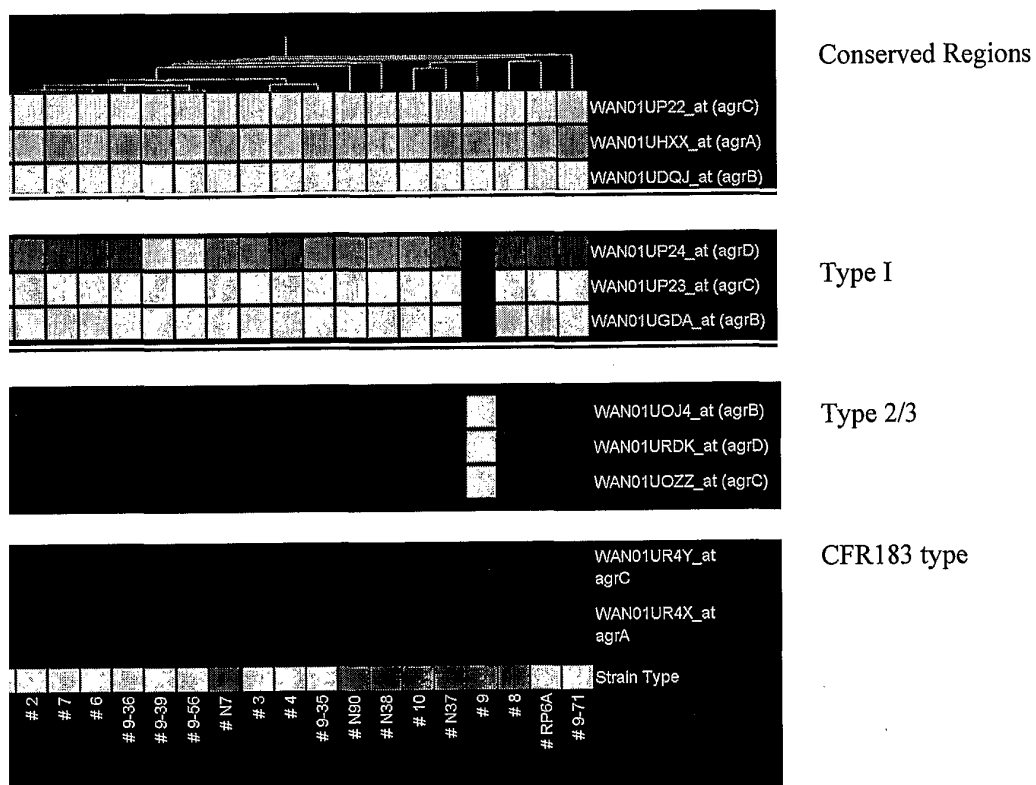 Conserved Regions
WAN01UP22_at (agrC)
WAN01UHXX_at (agrA)
WAN01UDQJ_at (agrB)
Type I
WAN01UP24_at (agrD)
WAN01UP23_at (agrC)
WAN01UGDA_at (agrB)
Type 2/3
WAN01UOJ4_at (agrB)
WAN01URDK_at (agrD)
WAN01UOZZ_at (agrC)
CFR183 type
WAN01UR4Y_at
agrC
WAN01UR4X_at
agrA
Strain Type
# 2
# 7
# 6
# 9-36
# 9-39
# 9-56
# N7
# 3
# 4
# 9-35
# N90
# N38
# 10
# N37
# 9
# 8
# RP6A
# 9-71